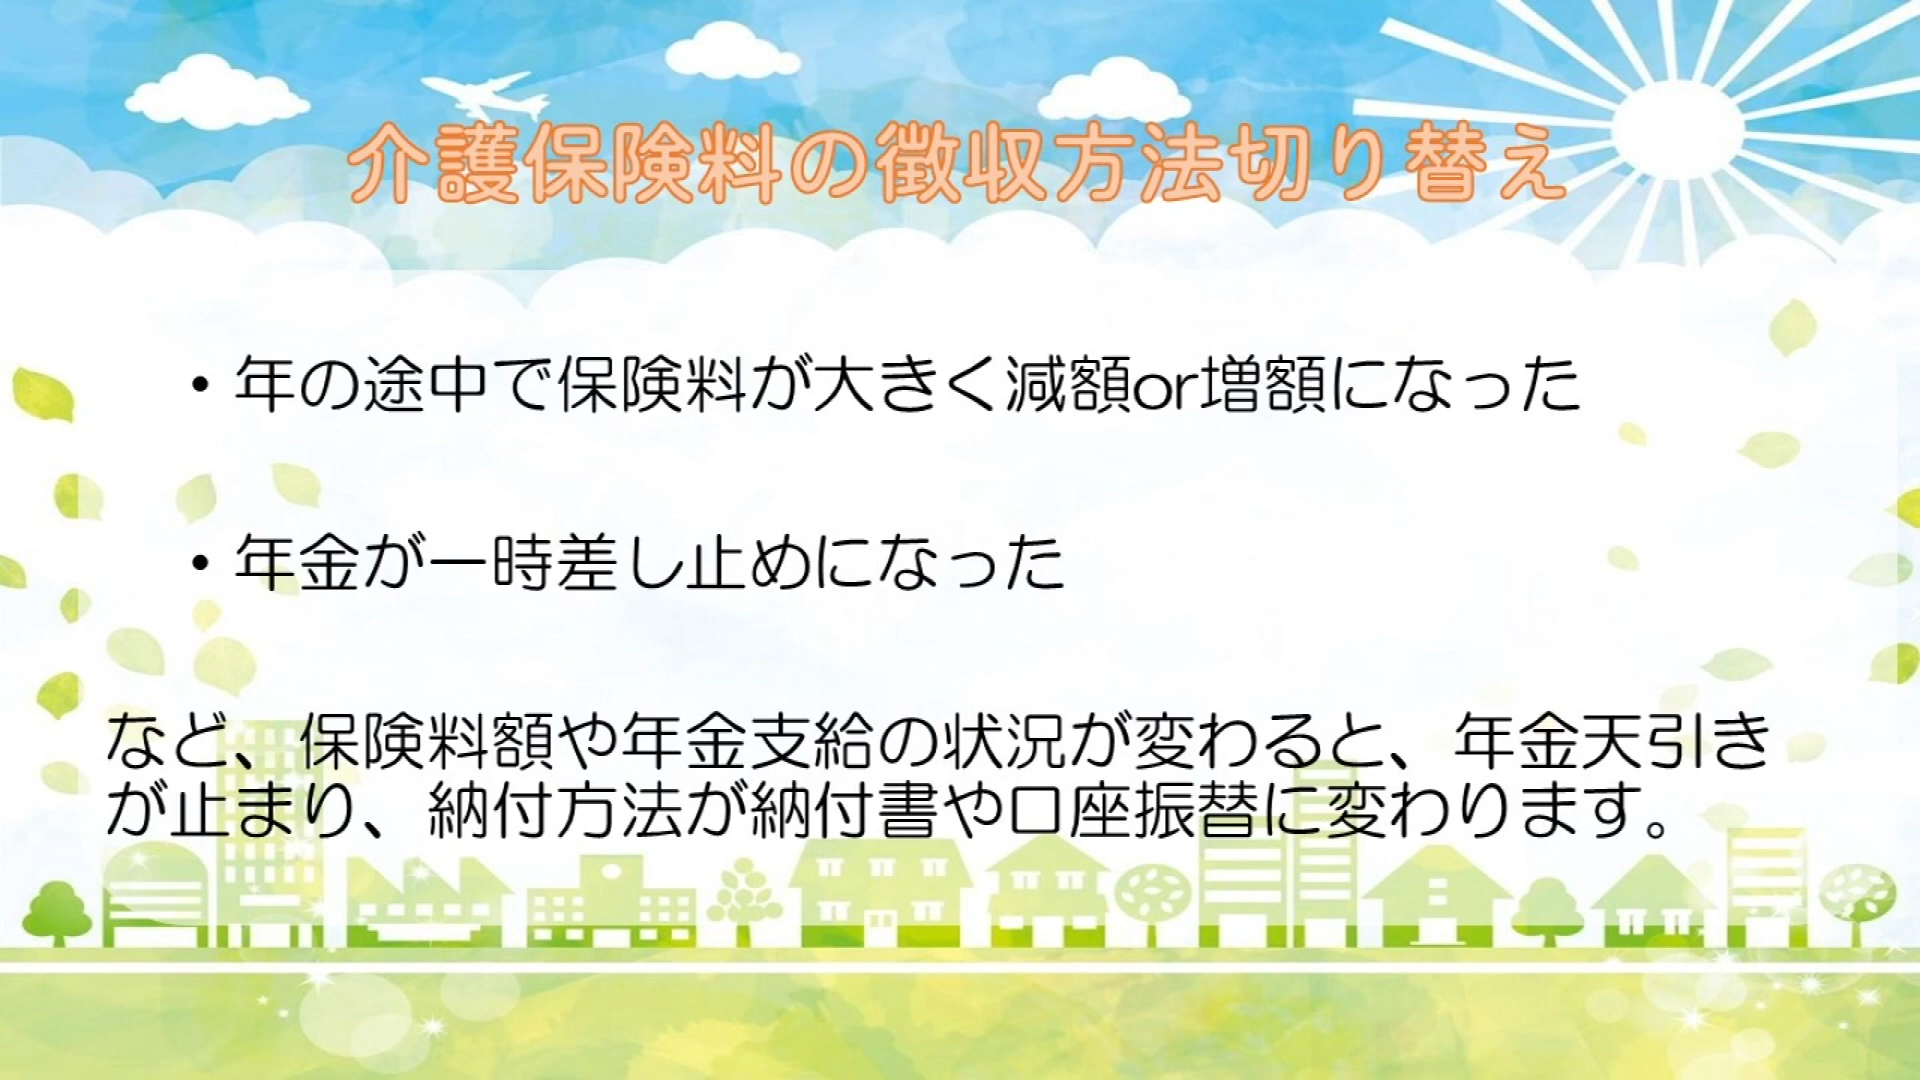 介護保険料の徴収方法切り替え
・年の途中で保険料が大きく減額or増額になった
・年金が一時差し止めになった
など、保険料額や年金支給の状況が変わると、年金天引き
が止まり、納付方法が納付書や口座振替に変わります。